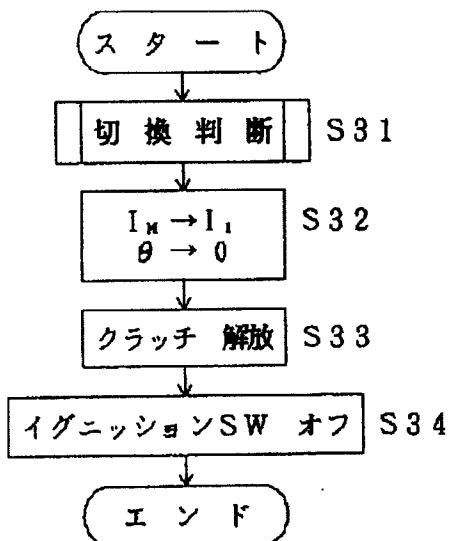 スタート
切換判断 S31
I_M → I_1 S32
θ → 0
クラッチ 解放 S33
イグニッションSW オフ S34
エンド